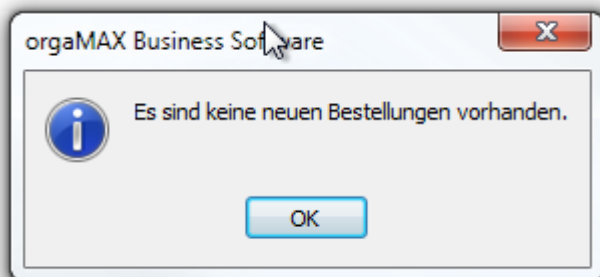 orgaMAX Business Software
Es sind keine neuen Bestellungen vorhanden.
OK